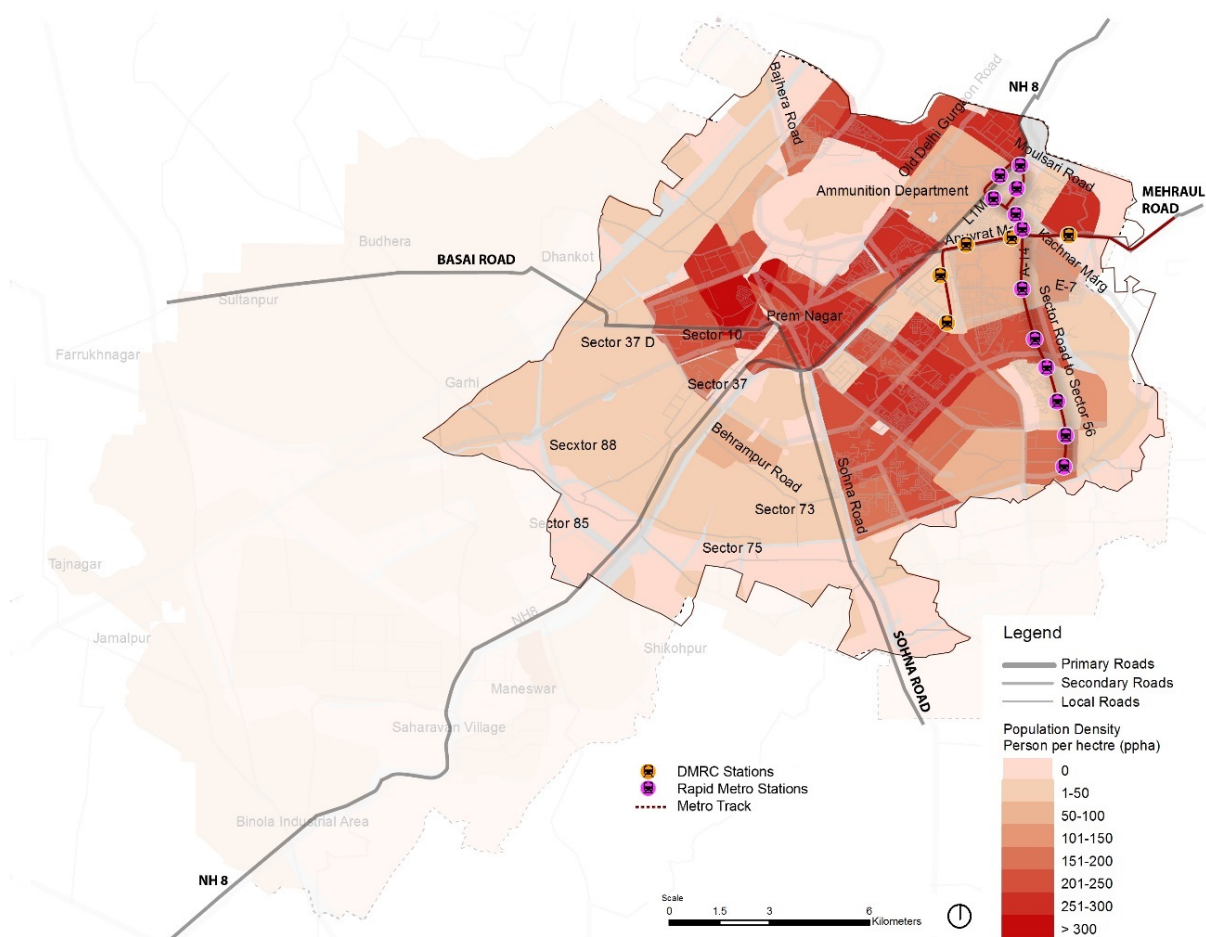 NH 8
Bajhera Road
Old Delhi Gurgaon Road
Moulsari Road
Ammunition Department
MEHRAUL
ROAD
L1M
Kachnar Marg
Budhera
Dhankot
BASAI ROAD
A-14
E-7
Sultanpur
Prem Nagar
Sector 10
Sector 37 D
Farrukhnagar
Sector Road to Sector 56
Garhi
Sector 37
Behrampur Road
Secxtor 88
Sohna Road
Sector 73
Sector 85
Sector 75
Tajnagar
NH8
Jamalpur
Shikohpur
SOHNA ROAD
Maneswar
Saharavan Village
Binola Industrial Area
NH 8
DMRC Stations
Rapid Metro Stations
Metro Track
Legend
Primary Roads
Secondary Roads
Local Roads
Population Density
Person per hectre (ppha)
0
1-50
50-100
101-150
151-200
201-250
251-300
> 300
Scale
0 1.5 3 6
Kilometers